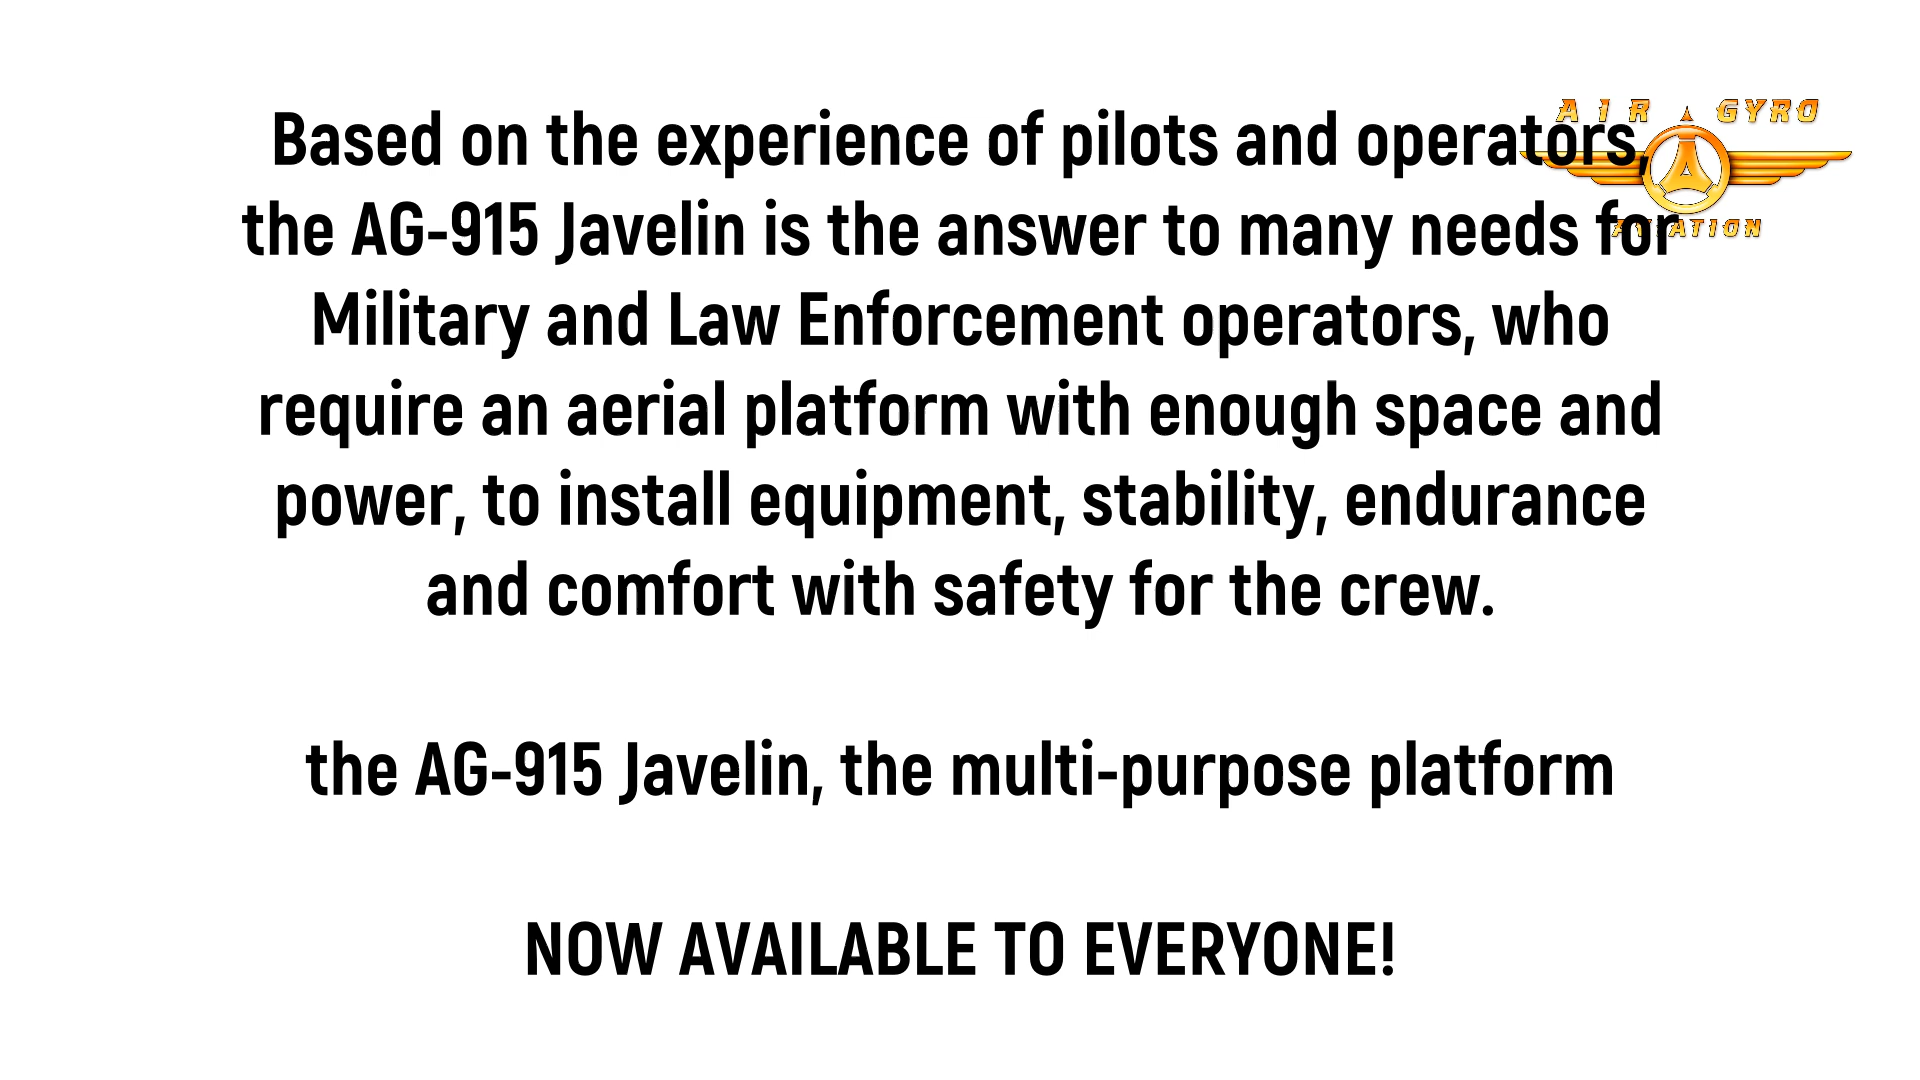 AIR GYRO
AVIATION
Based on the experience of pilots and operators,
the AG-915 Javelin is the answer to many needs for
Military and Law Enforcement operators, who
require an aerial platform with enough space and
power, to install equipment, stability, endurance
and comfort with safety for the crew.
the AG-915 Javelin, the multi-purpose platform
NOW AVAILABLE TO EVERYONE!